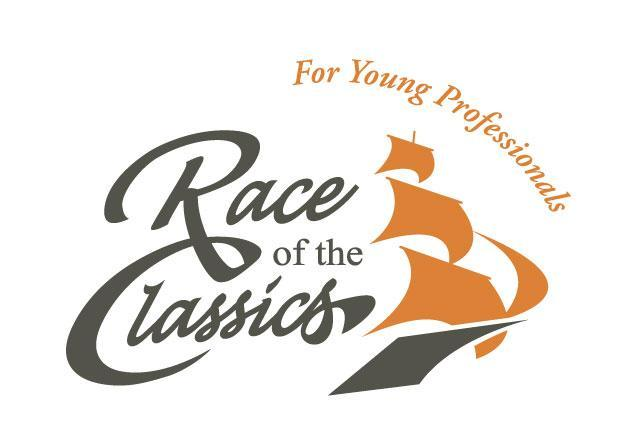 For Young Professionals
Race
of the
Classics